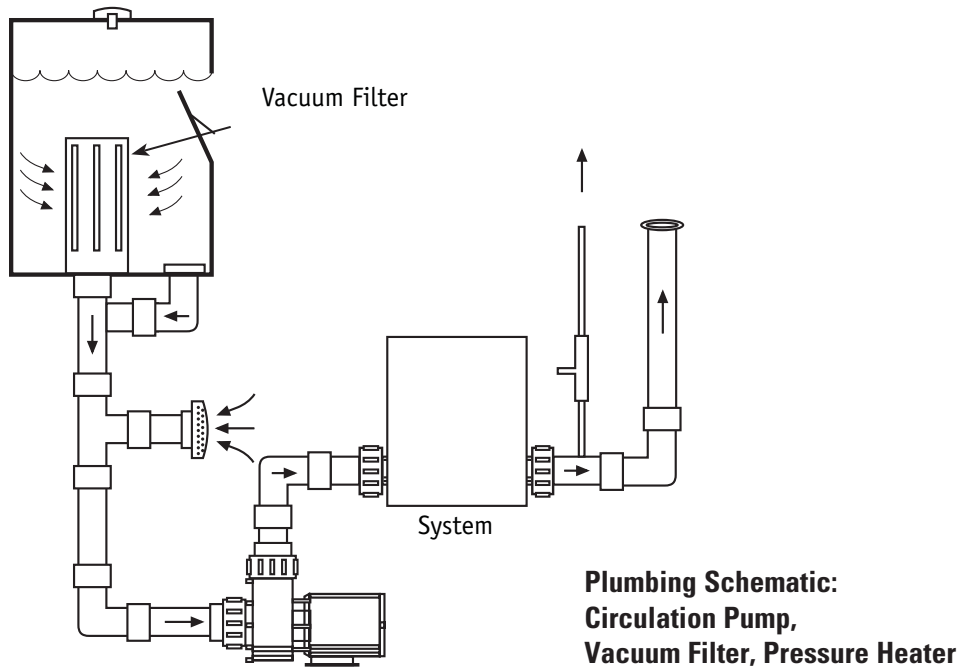 Vacuum Filter
System
Plumbing Schematic:
Circulation Pump,
Vacuum Filter, Pressure Heater